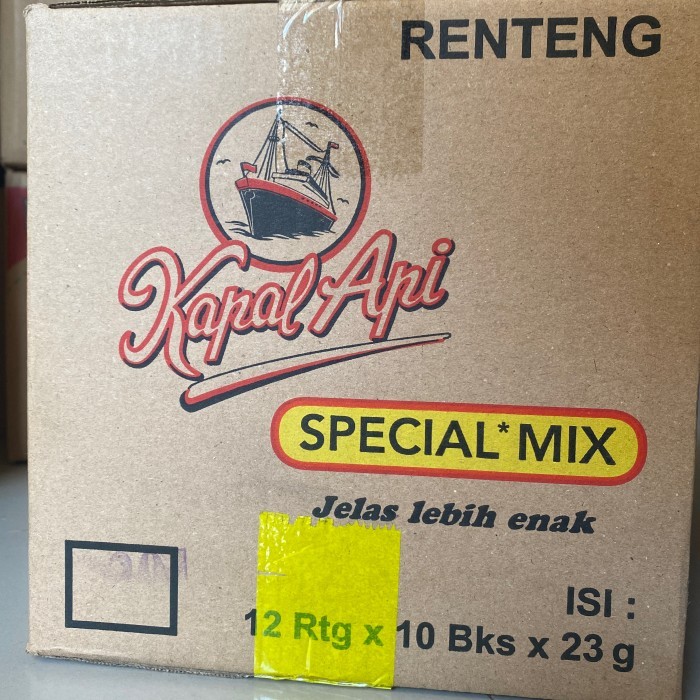 RENTENG
Kapal Api
SPECIAL* MIX
Jelas lebih enak
ISI :
12 Rtg x 10 Bks x 23 g